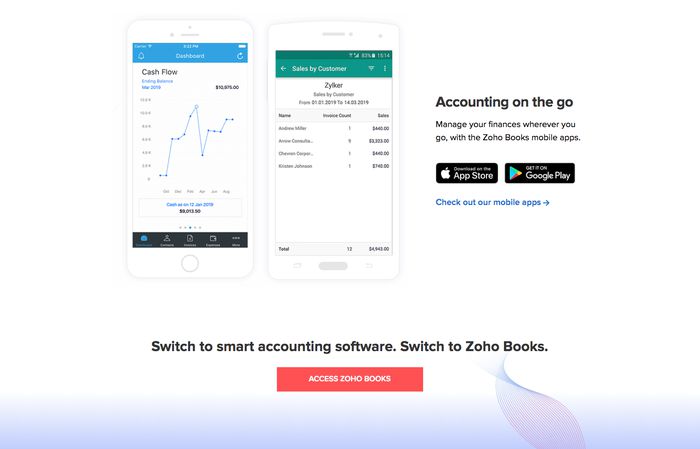 Carrier
9:22 PM
Dashboard
Cash Flow
Ending Balance
Mar 2019
$10,975.00
12.0 K
10.0 K
8.0 K
6.0 K
4.0 K
2.0 K
0.0 K
Oct Dec Feb Apr Jun Aug
Cash as on 12 Jan 2019
$9,013.50
Dashboard Contacts Invoices Expenses More
83% 15:14
Sales by Customer
Zylker
Sales by Customer
From 01.01.2019 To 14.03.2019
Name Invoice Count Sales
Andrew Miller 1 $440.00
Arrow Consulta... 9 $3,323.00
Chevron Corpor... 1 $440.00
Kristen Johnson 1 $740.00
Total 12 $4,943.00
Accounting on the go
Manage your finances wherever you
go, with the Zoho Books mobile apps.
Download on the
App Store
GET IT ON
Google Play
Check out our mobile apps →
Switch to smart accounting software. Switch to Zoho Books.
ACCESS ZOHO BOOKS